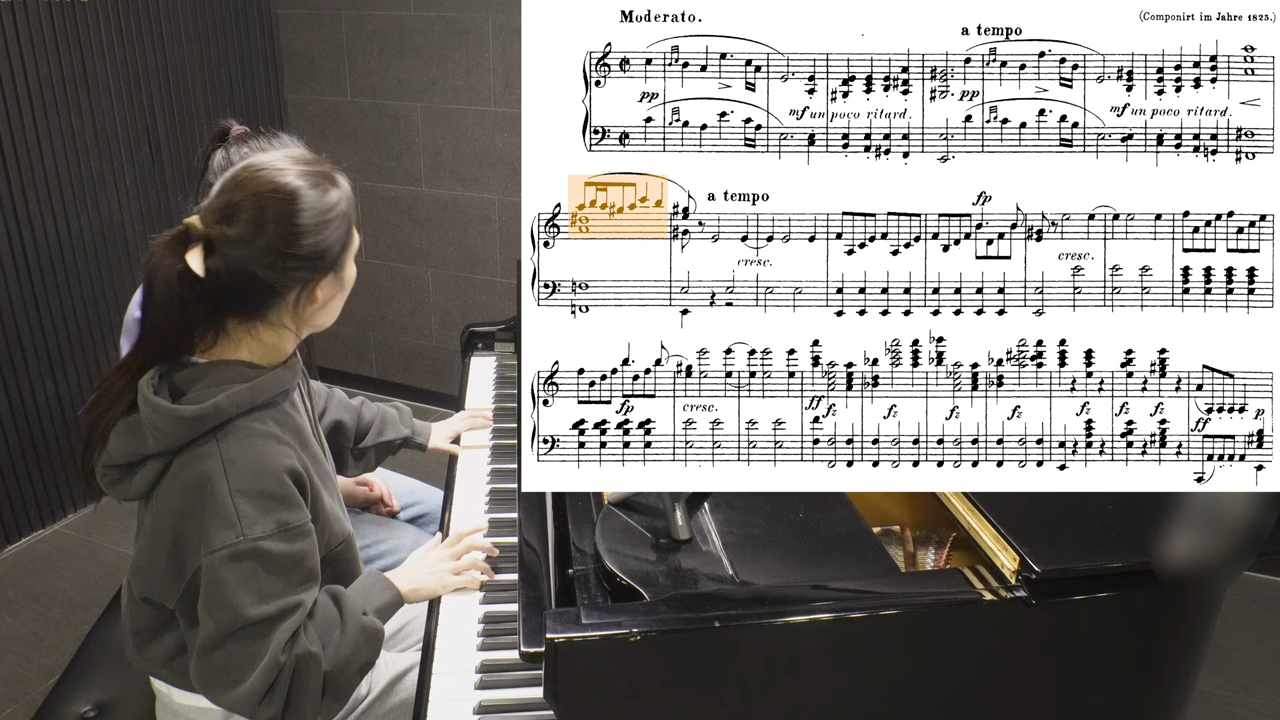 Moderato.
(Componirt im Jahre 1825.)
a tempo
pp
mf un poco ritard.
pp
mf un poco ritard.
a tempo
fp
cresc.
cresc.
fp
cresc.
ff
fz
fz
fz
fz
fz
fz
fz
ff
p